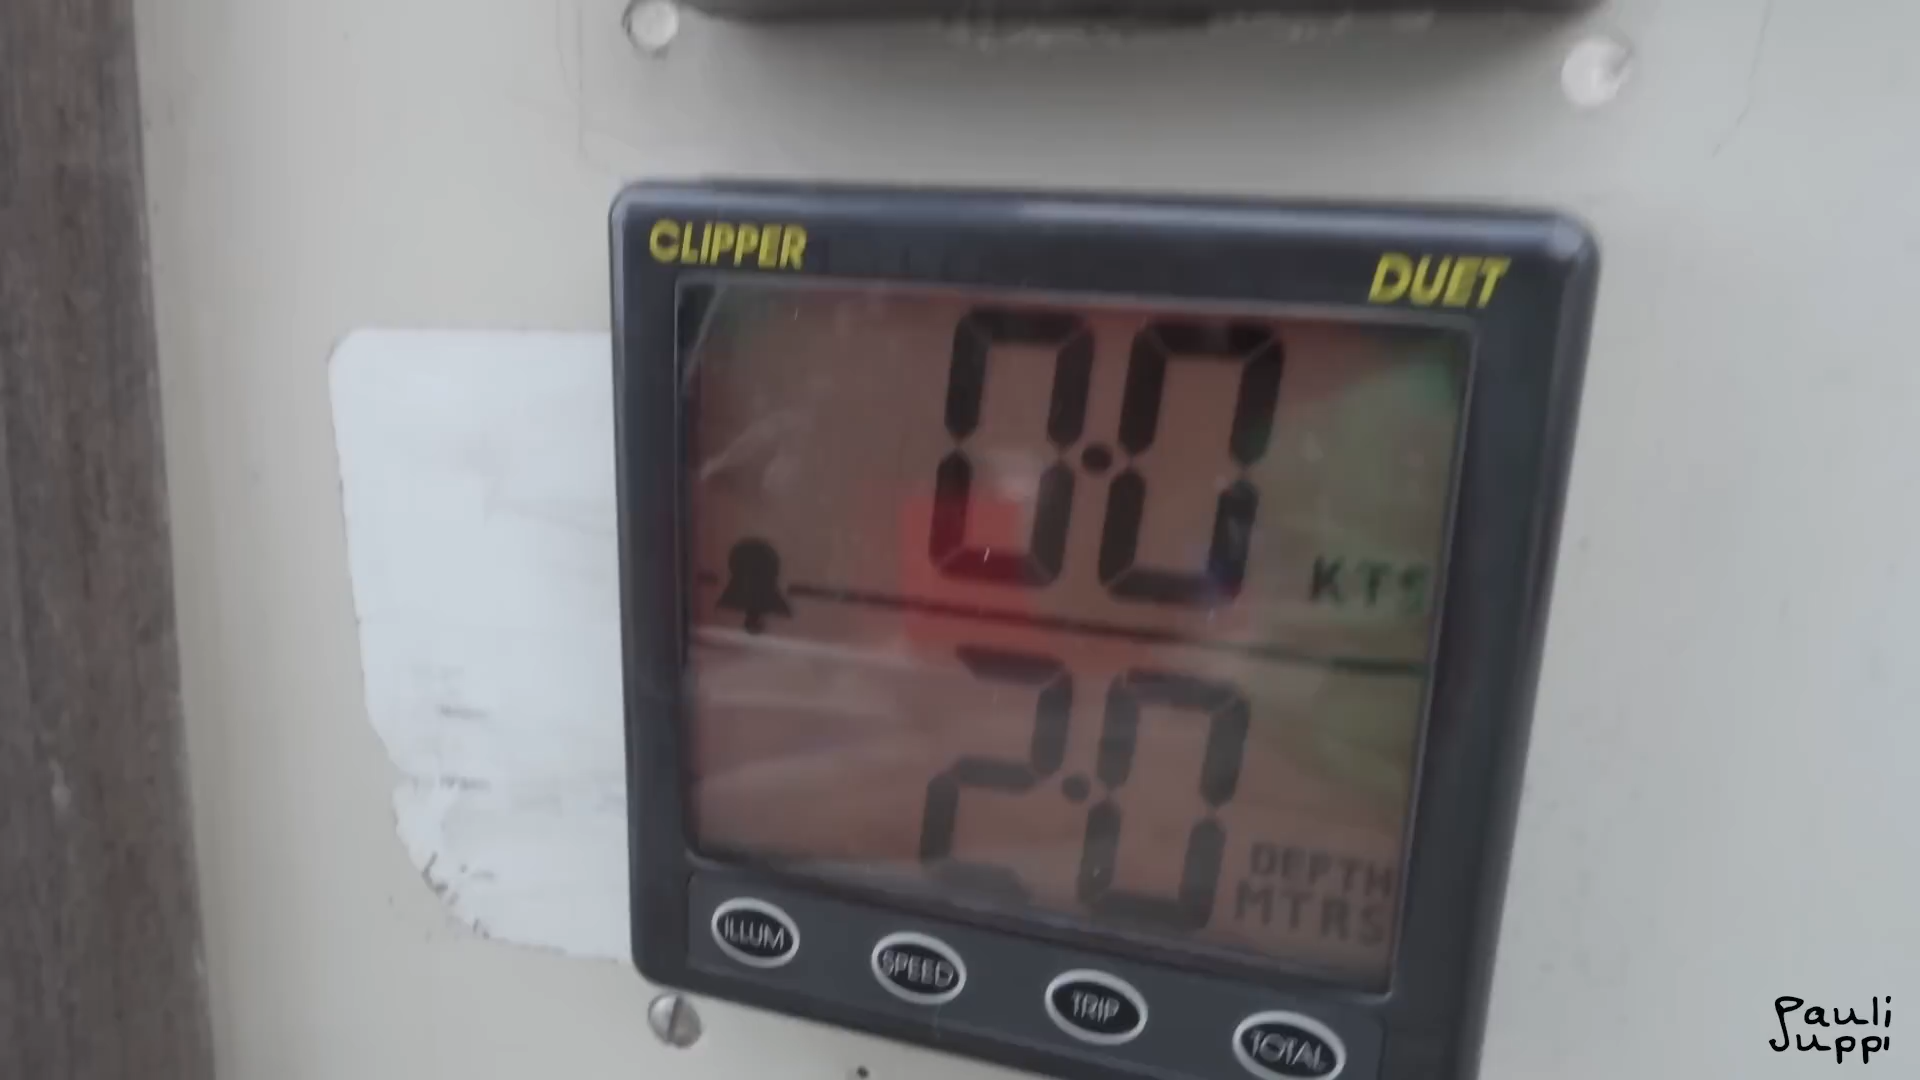 CLIPPER DUET
0.0
KTS
2.0
DEPTH
MTRS
ILLUM SPEED TRIP TOTAL
Pauli
Juppi